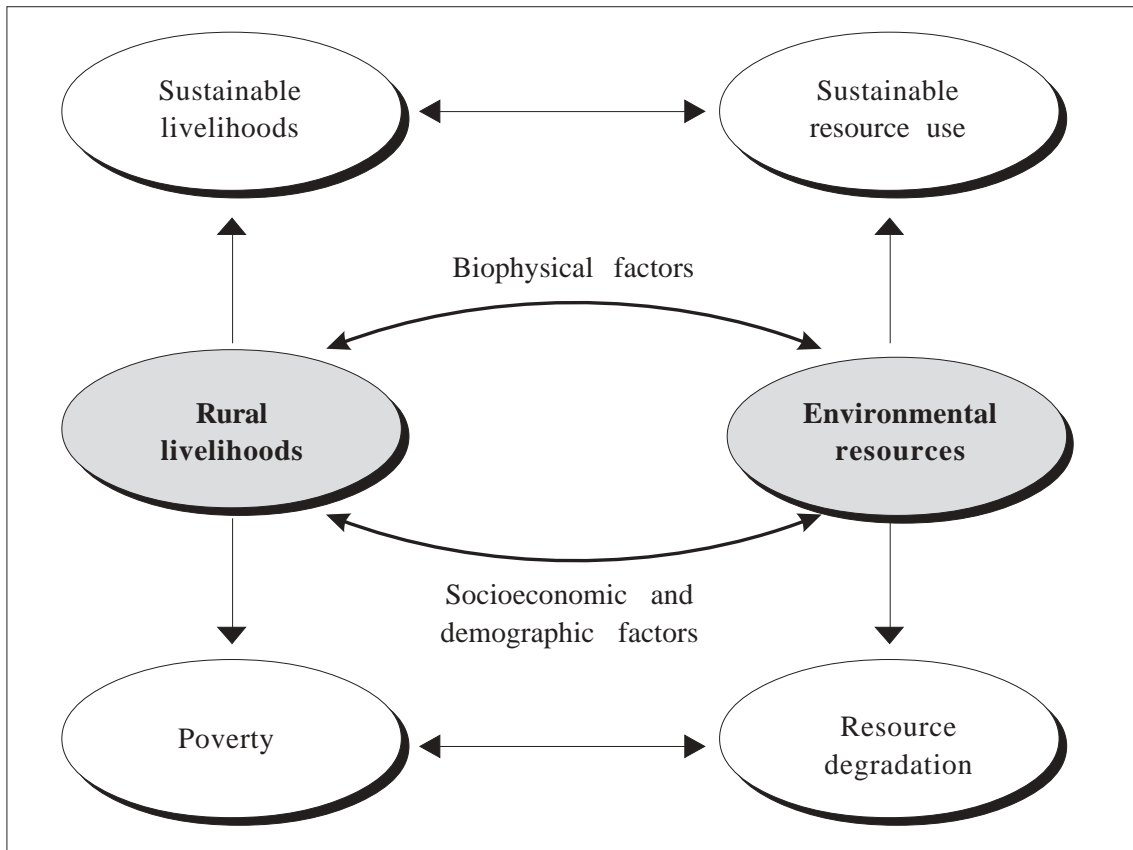 Sustainable
livelihoods
Sustainable
resource use
Biophysical factors
Rural
livelihoods
Environmental
resources
Socioeconomic and
demographic factors
Poverty
Resource
degradation